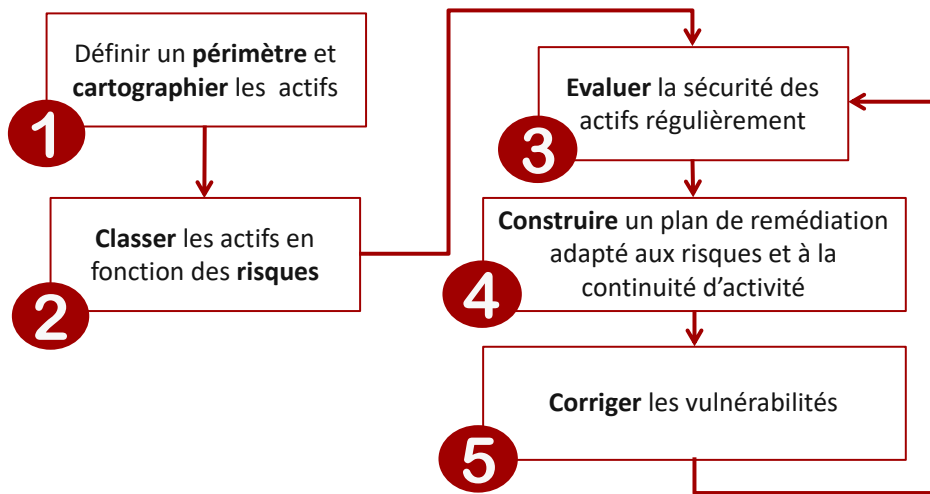 Définir un périmètre et
cartographier les actifs
1
Classer les actifs en
fonction des risques
2
Evaluer la sécurité des
actifs régulièrement
3
Construire un plan de remédiation
adapté aux risques et à la
continuité d’activité
4
Corriger les vulnérabilités
5